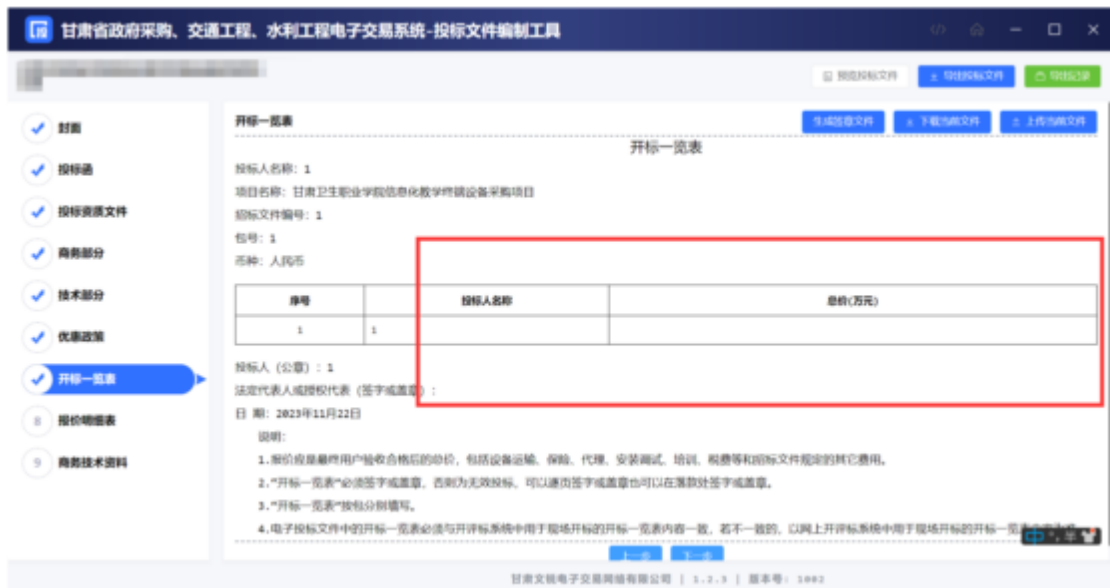 甘肃省政府采购、交通工程、水利工程电子交易系统-投标文件编制工具
预览投标文件
导出投标文件
导出记录
封面
投标函
投标资质文件
商务部分
技术部分
优惠政策
开标一览表
8 报价明细表
9 商务技术资料
开标一览表
生成签章文件
下载当前文件
上传当前文件
开标一览表
投标人名称: 1
项目名称: 甘肃卫生职业学院信息化教学终端设备采购项目
招标文件编号: 1
包号: 1
币种: 人民币
序号 投标人名称 总价(万元)
1 1
投标人 (公章) : 1
法定代表人或授权代表 (签字或盖章) :
日 期: 2023年11月22日
说明:
1.报价应是最终用户验收合格后的总价, 包括设备运输、保险、代理、安装调试、培训、税费等和招标文件规定的其它费用。
2."开标一览表"必须签字或盖章, 否则为无效投标, 可以逐页签字或盖章也可以在落款处签字或盖章。
3."开标一览表"按包分别填写。
4.电子投标文件中的开标一览表必须与开评标系统中用于现场开标的开标一览表内容一致, 若不一致的, 以网上开评标系统中用于现场开标的开标一览
中
上一步
下一步
甘肃文锐电子交易网络有限公司 | 1.2.3 | 版本号: 1002